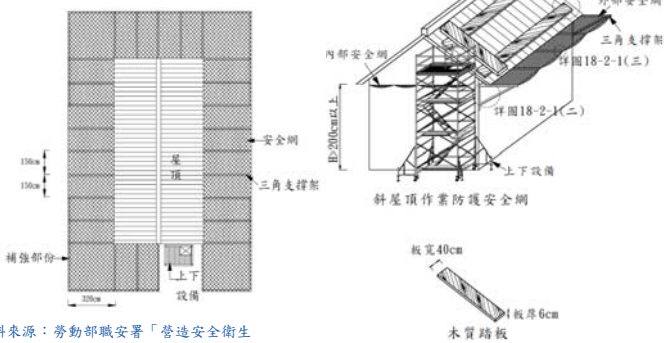 150cm
150cm
屋
頂
安全網
三角支撐架
補強部份
上下
設備
320cm
外部安全網
三角支撐架
詳圖18-2-1(三)
內部安全網
詳圖18-2-1(二)
H>200cm以上
上下設備
斜屋頂作業防護安全網
板寬40cm
板厚6cm
木質踏板
料來源：勞動部職安署「營造安全衛生